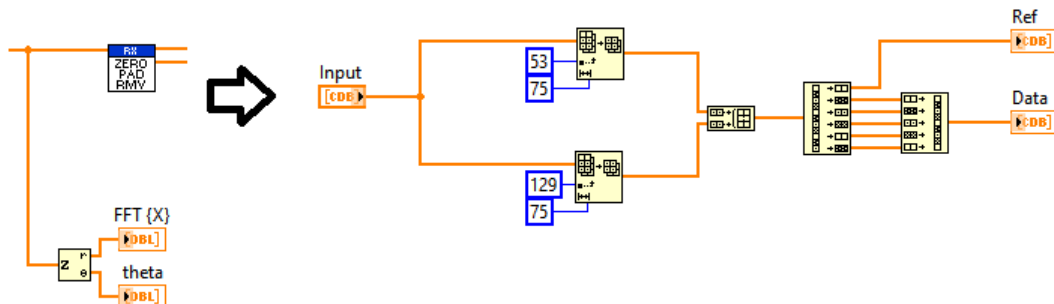 RX
ZERO
PAD
RMV
FFT {X}
[DBL]
z
r
θ
theta
[DBL]
Input
[CDB]
53
75
129
75
Ref
[CDB]
Data
[CDB]